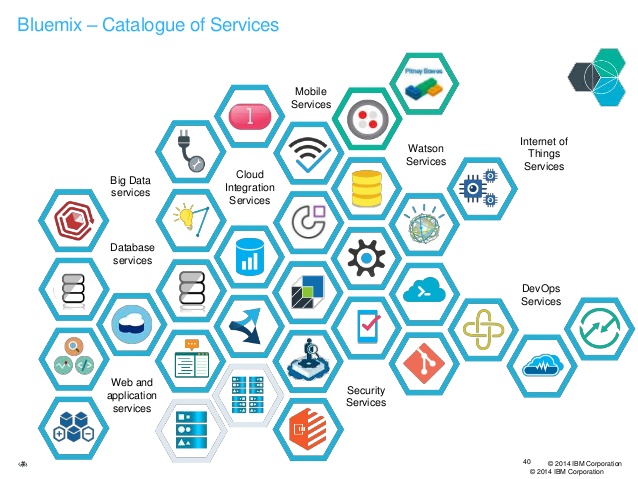 Bluemix – Catalogue of Services
Pitney Bowes
Mobile
Services
1
Internet of
Things
Services
Watson
Services
Cloud
Integration
Services
Big Data
services
Database
services
DevOps
Services
Web and
application
services
Security
Services
40
© 2014 IBM Corporation
© 2014 IBM Corporation